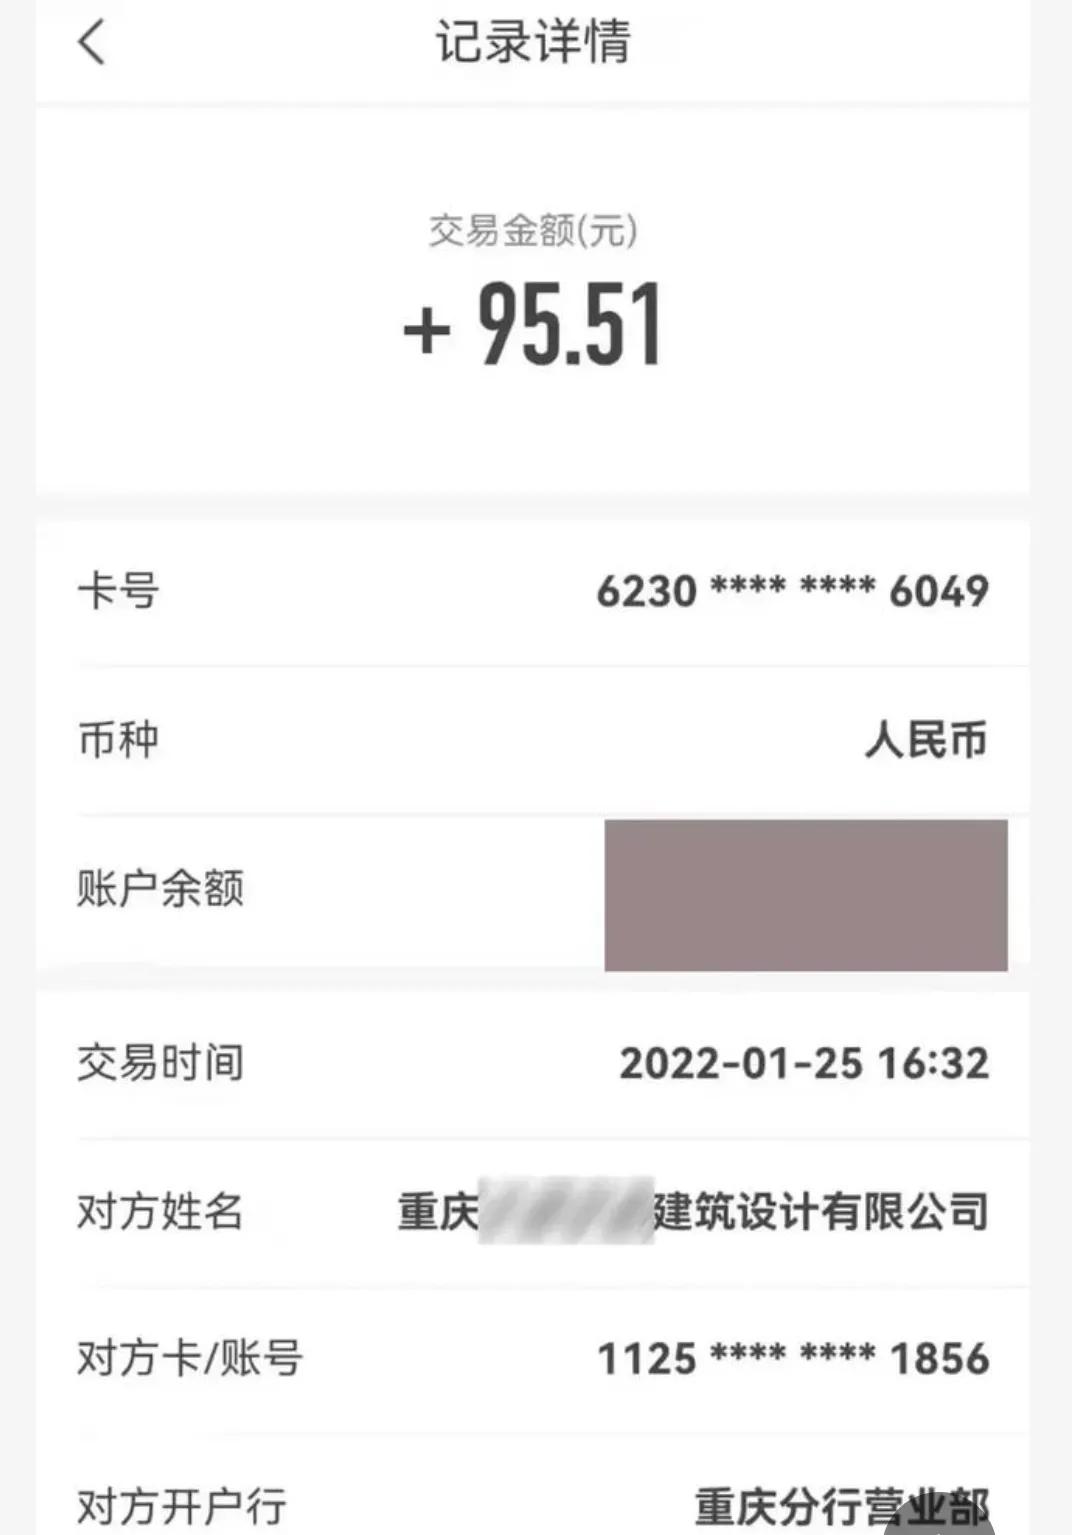 记录详情
交易金额(元)
+ 95.51
卡号 6230 **** **** 6049
币种 人民币
账户余额
交易时间 2022-01-25 16:32
对方姓名 重庆 建筑设计有限公司
对方卡/账号 1125 **** **** 1856
对方开户行 重庆分行营业部